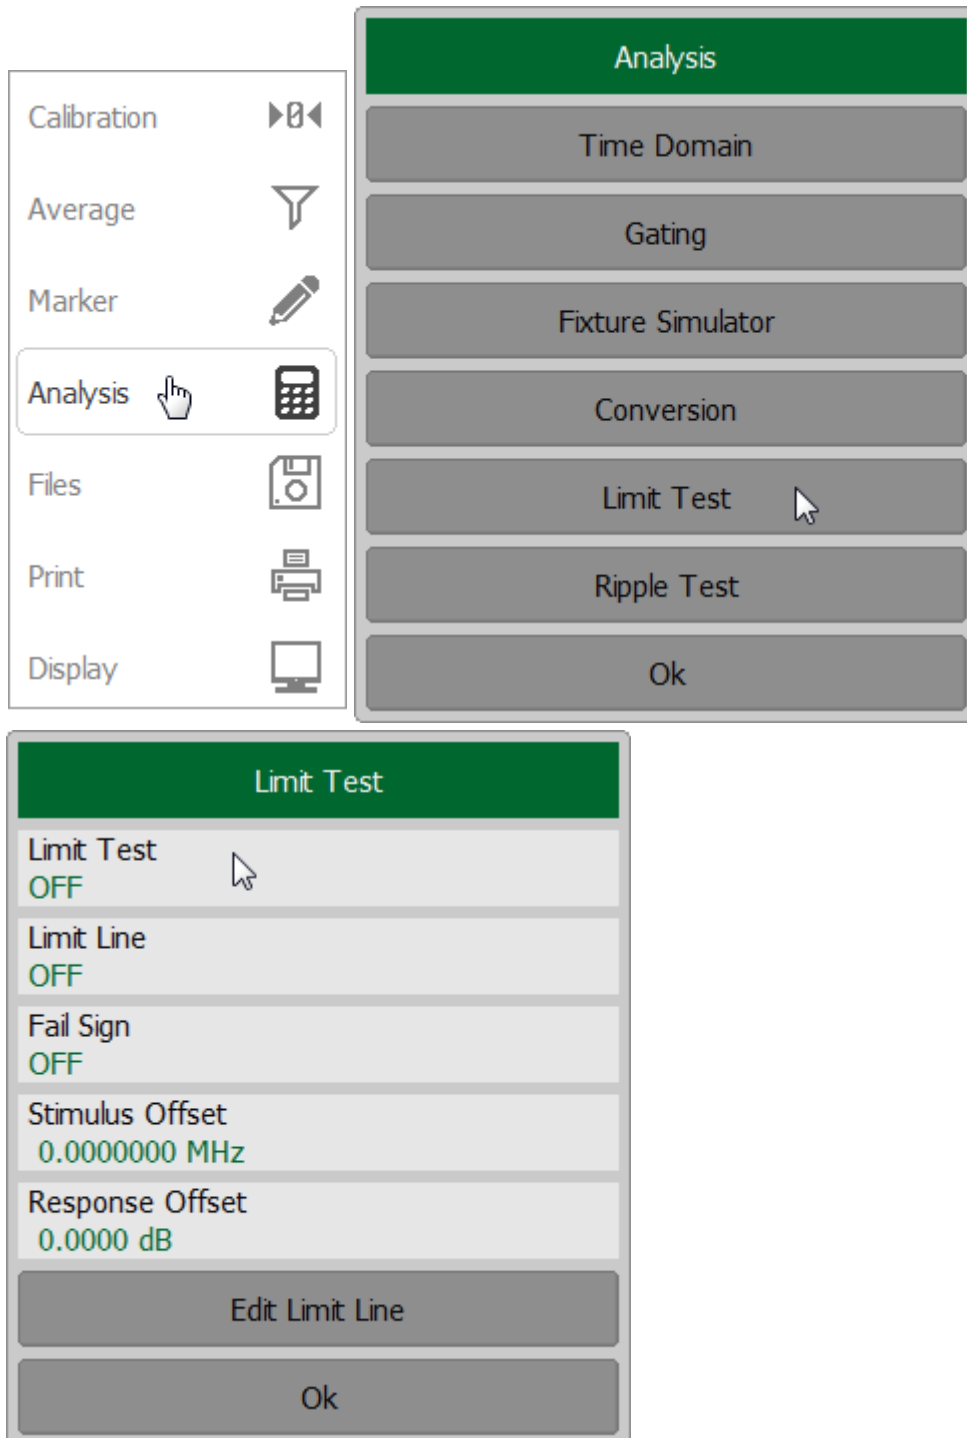 Calibration
Average
Marker
Analysis
Files
Print
Display
Analysis
Time Domain
Gating
Fixture Simulator
Conversion
Limit Test
Ripple Test
Ok
Limit Test
Limit Test
OFF
Limit Line
OFF
Fail Sign
OFF
Stimulus Offset
0.0000000 MHz
Response Offset
0.0000 dB
Edit Limit Line
Ok